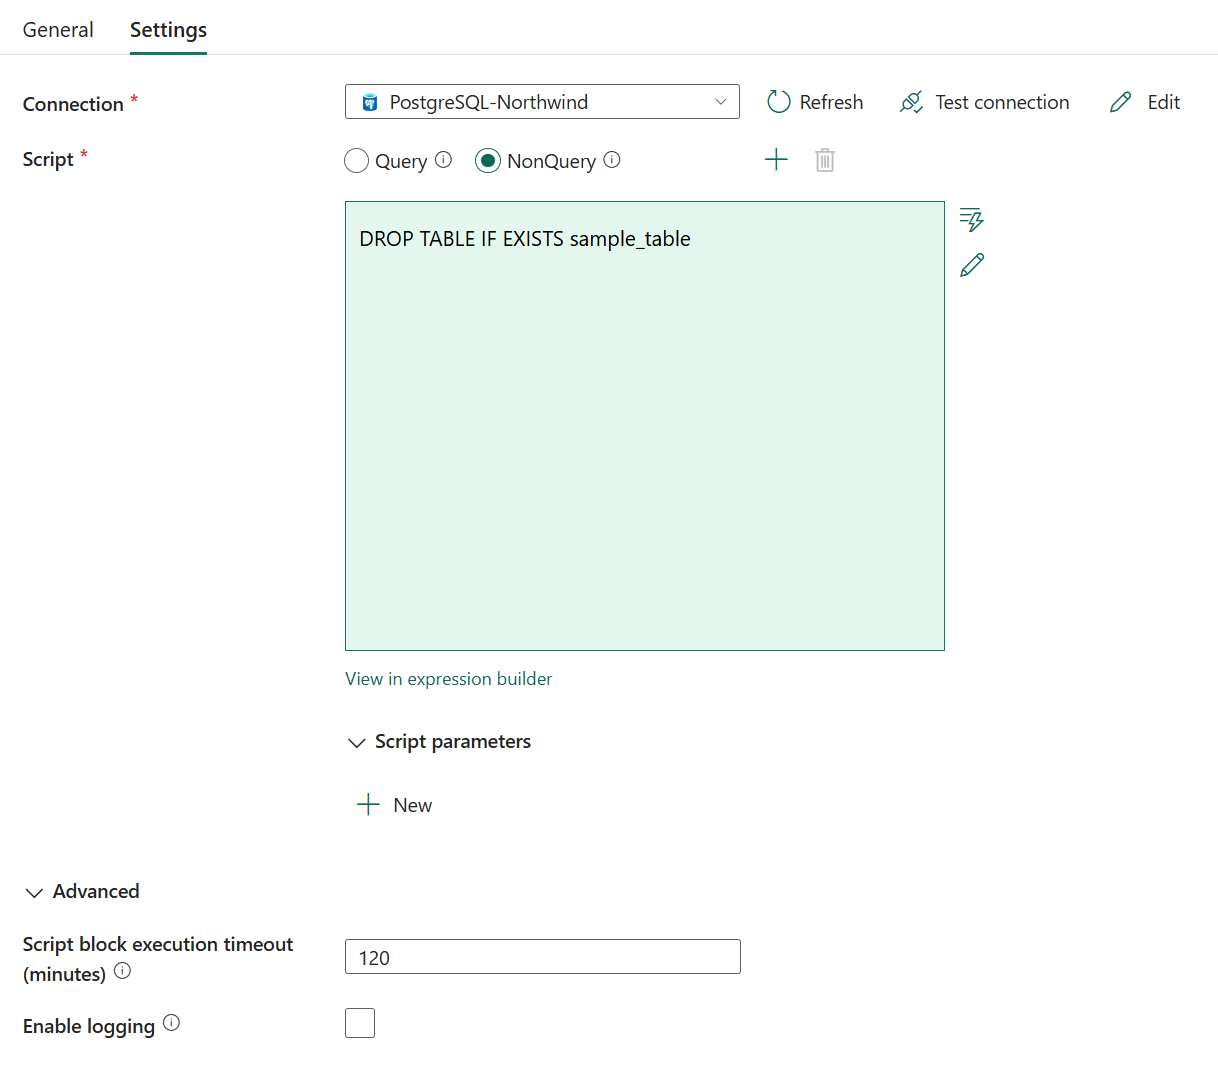 General Settings
Connection * PostgreSQL-Northwind Refresh Test connection Edit
Script * Query NonQuery
DROP TABLE IF EXISTS sample_table
View in expression builder
Script parameters
New
Advanced
Script block execution timeout
(minutes)
120
Enable logging